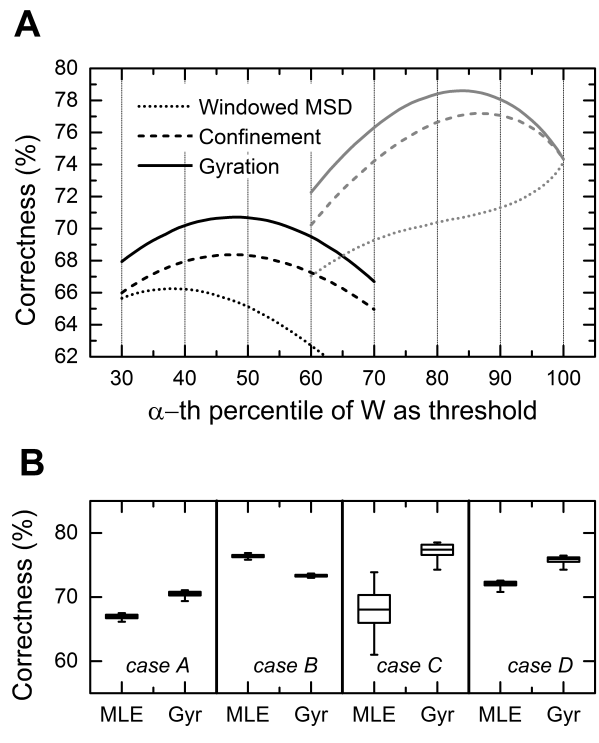 A
Correctness (%)
80
78
76
74
72
70
68
66
64
62
Windowed MSD
Confinement
Gyration
30 40 50 60 70 80 90 100
α–th percentile of W as threshold
B
Correctness (%)
80
70
60
case A case B case C case D
MLE Gyr MLE Gyr MLE Gyr MLE Gyr